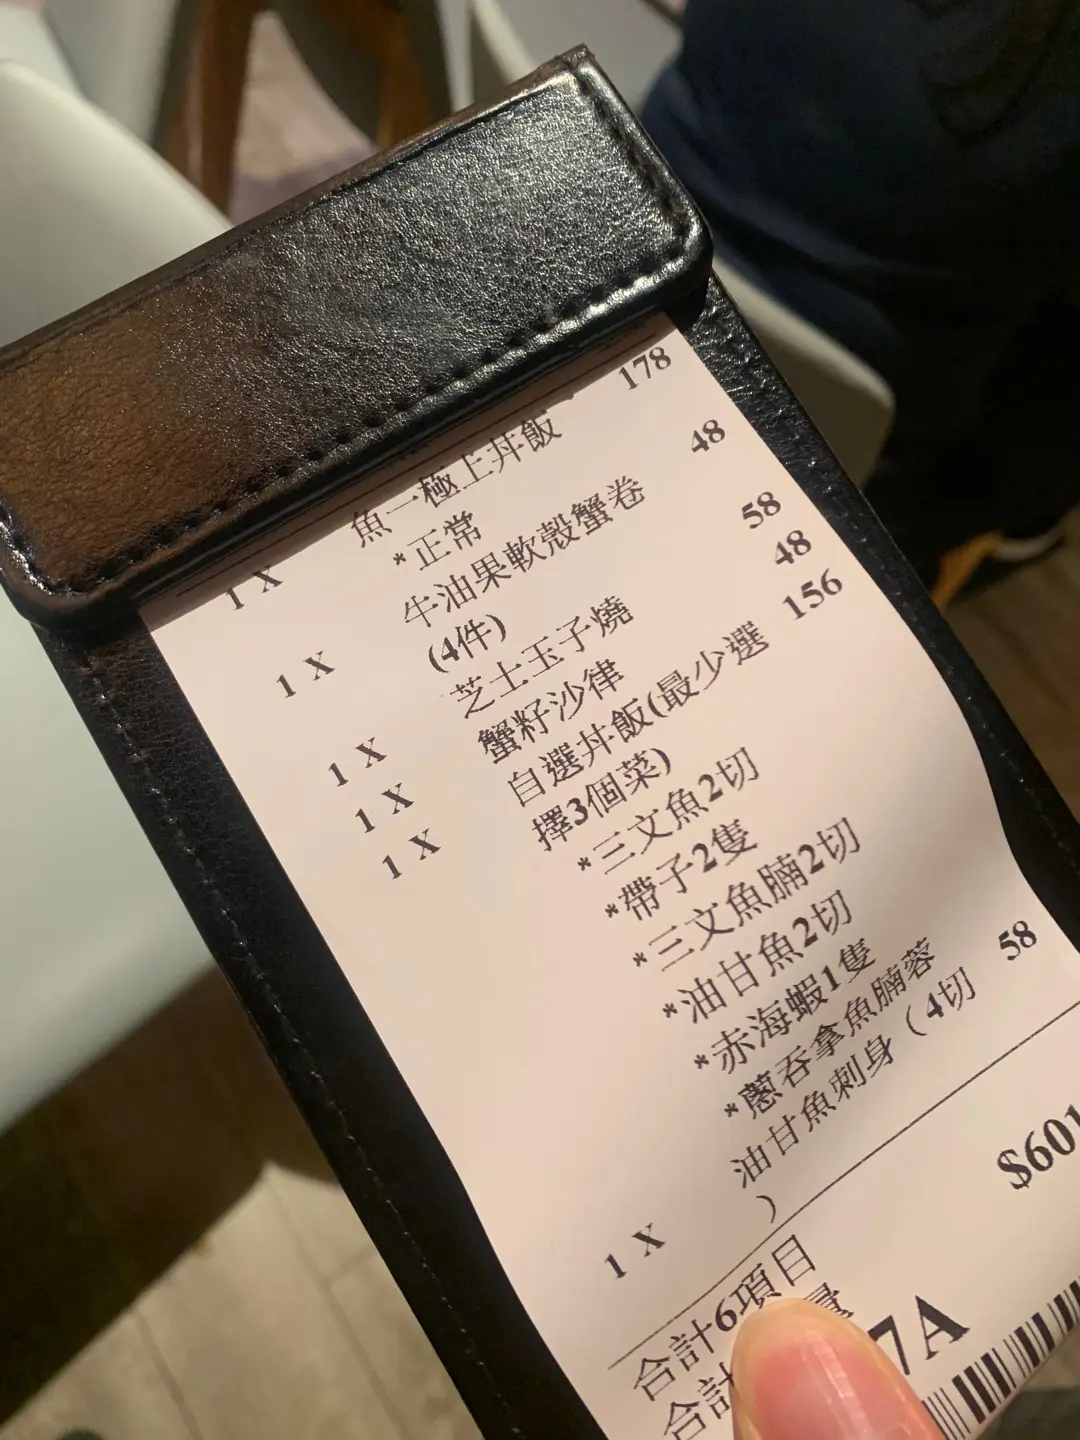 1 X 魚一極上丼飯 178
*正常
1 X 牛油果軟殼蟹卷 48
(4件)
1 X 芝士玉子燒 58
1 X 蟹籽沙律 48
1 X 自選丼飯(最少選 156
擇3個菜)
*三文魚2切
*帶子2隻
*三文魚腩2切
*油甘魚2切
*赤海蝦1隻
*蔥吞拿魚腩蓉
1 X 油甘魚刺身（4切 58
）
$601
合計6項目
合計 量
7A